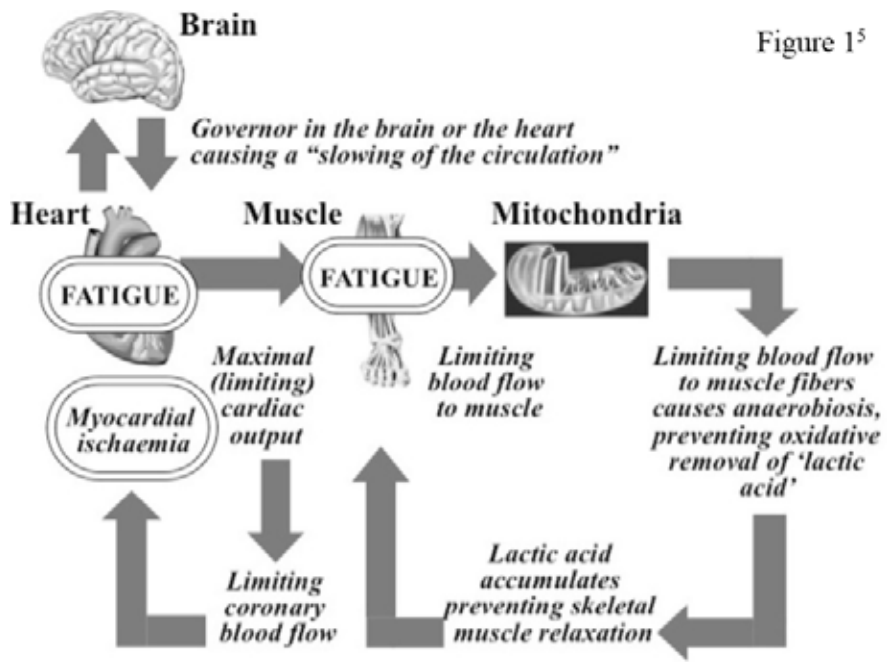 Brain
Figure 1⁵
Governor in the brain or the heart
causing a “slowing of the circulation”
Heart
Muscle
Mitochondria
FATIGUE
FATIGUE
Maximal
(limiting)
cardiac
output
Limiting
blood flow
to muscle
Limiting blood flow
to muscle fibers
causes anaerobiosis,
preventing oxidative
removal of ‘lactic
acid’
Myocardial
ischaemia
Limiting
coronary
blood flow
Lactic acid
accumulates
preventing skeletal
muscle relaxation